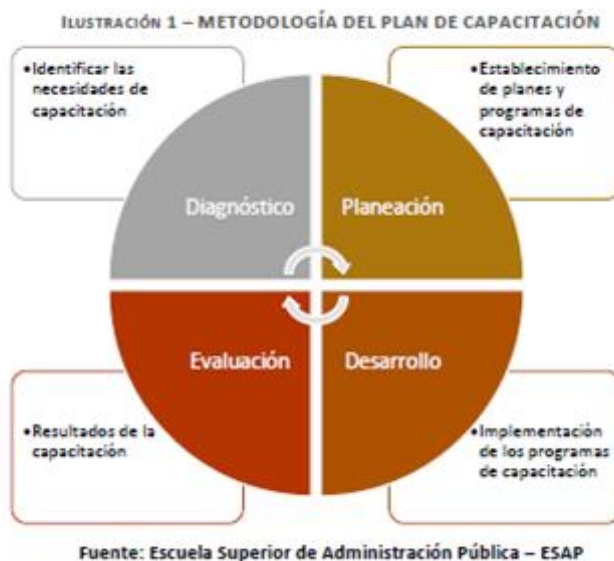 ILUSTRACIÓN 1 – METODOLOGÍA DEL PLAN DE CAPACITACIÓN
•Identificar las
necesidades de
capacitación
•Establecimiento
de planes y
programas de
capacitación
Diagnóstico
Planeación
Evaluación
Desarrollo
•Resultados de la
capacitación
•Implementación
de los programas
de capacitación
Fuente: Escuela Superior de Administración Pública – ESAP